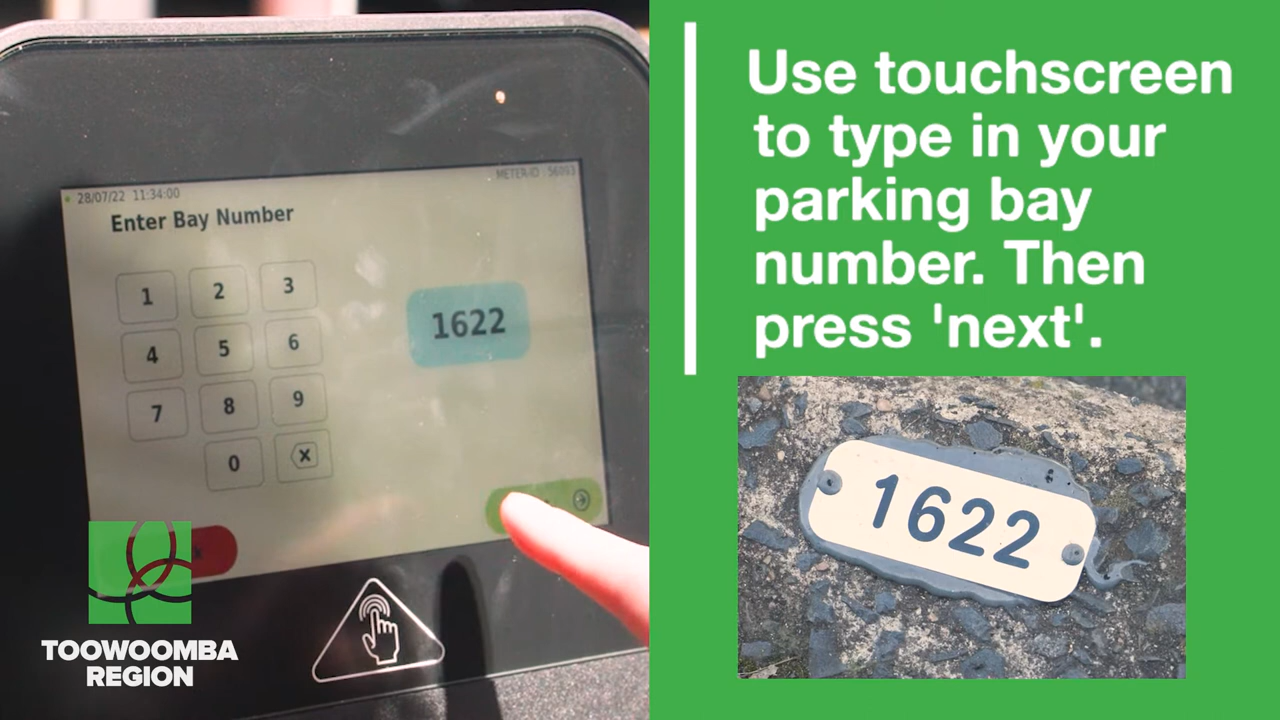 28/07/22 11:34:00
METER-ID : 56093
Enter Bay Number
1 2 3
4 5 6
7 8 9
0 X
1622
TOOWOOMBA
REGION
Use touchscreen
to type in your
parking bay
number. Then
press 'next'.
1622